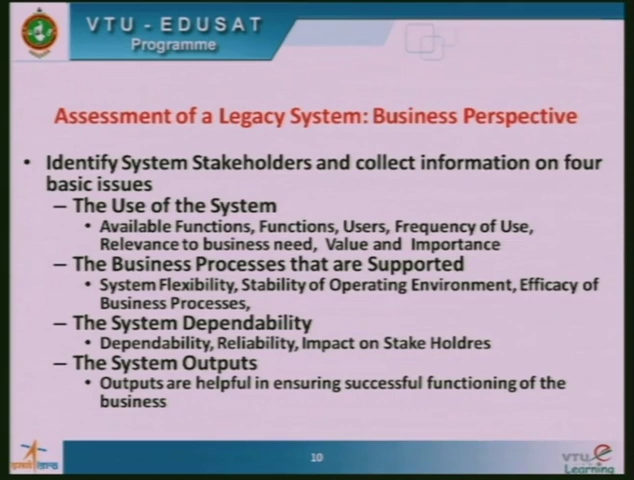 VTU - EDUSAT
Programme
Assessment of a Legacy System: Business Perspective
• Identify System Stakeholders and collect information on four
basic issues
– The Use of the System
• Available Functions, Functions, Users, Frequency of Use,
Relevance to business need, Value and Importance
– The Business Processes that are Supported
• System Flexibility, Stability of Operating Environment, Efficacy of
Business Processes,
– The System Dependability
• Dependability, Reliability, Impact on Stake Holdres
– The System Outputs
• Outputs are helpful in ensuring successful functioning of the
business
इसरो isro
10
VTU e
Learning